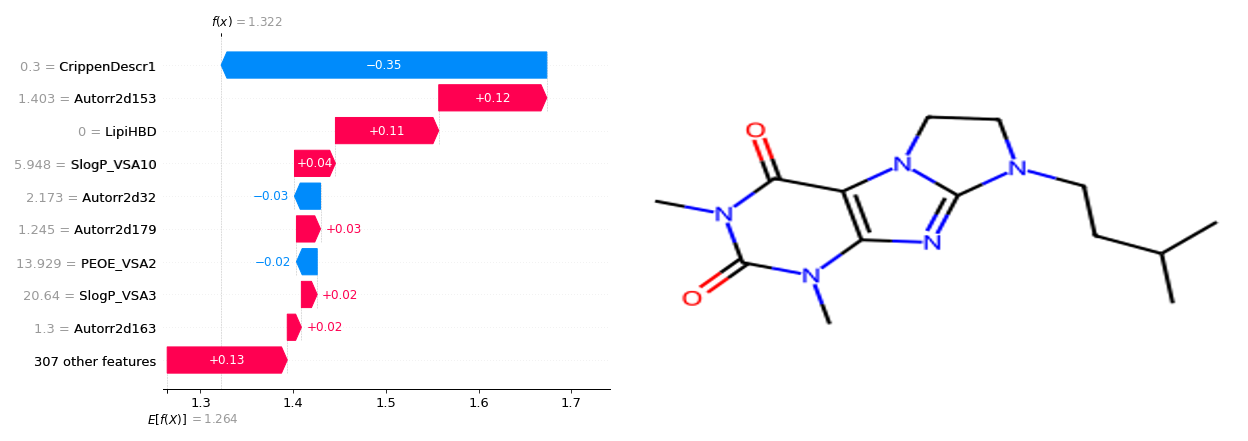 f(x) = 1.322
0.3 = CrippenDescr1
−0.35
1.403 = Autorr2d153
+0.12
0 = LipiHBD
+0.11
5.948 = SlogP_VSA10
+0.04
2.173 = Autorr2d32
−0.03
1.245 = Autorr2d179
+0.03
13.929 = PEOE_VSA2
−0.02
20.64 = SlogP_VSA3
+0.02
1.3 = Autorr2d163
+0.02
307 other features
+0.13
1.3 1.4 1.5 1.6 1.7
E[f(X)] = 1.264
O
N
N
N
N
N
O